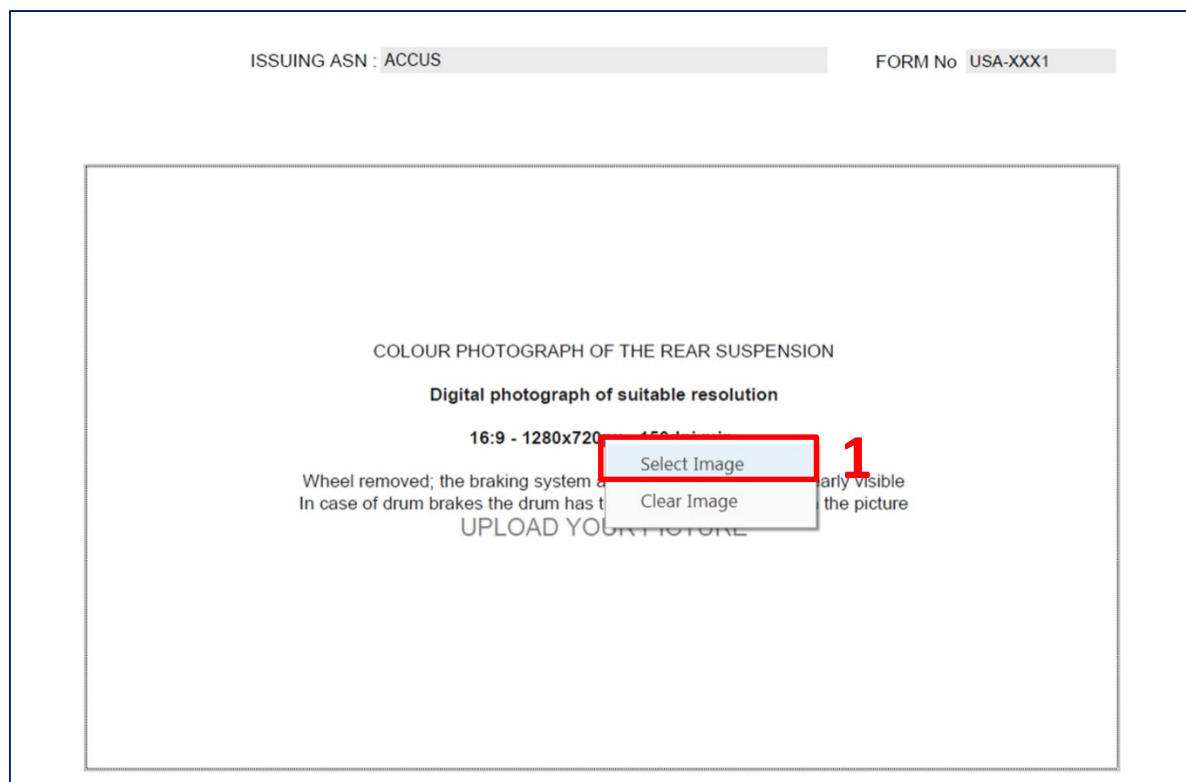 ISSUING ASN : ACCUS FORM No USA-XXX1
COLOUR PHOTOGRAPH OF THE REAR SUSPENSION
Digital photograph of suitable resolution
16:9 - 1280x720
Select Image 1
Wheel removed; the braking system visible
In case of drum brakes the drum has the picture
Clear Image
UPLOAD YOUR PICTURE